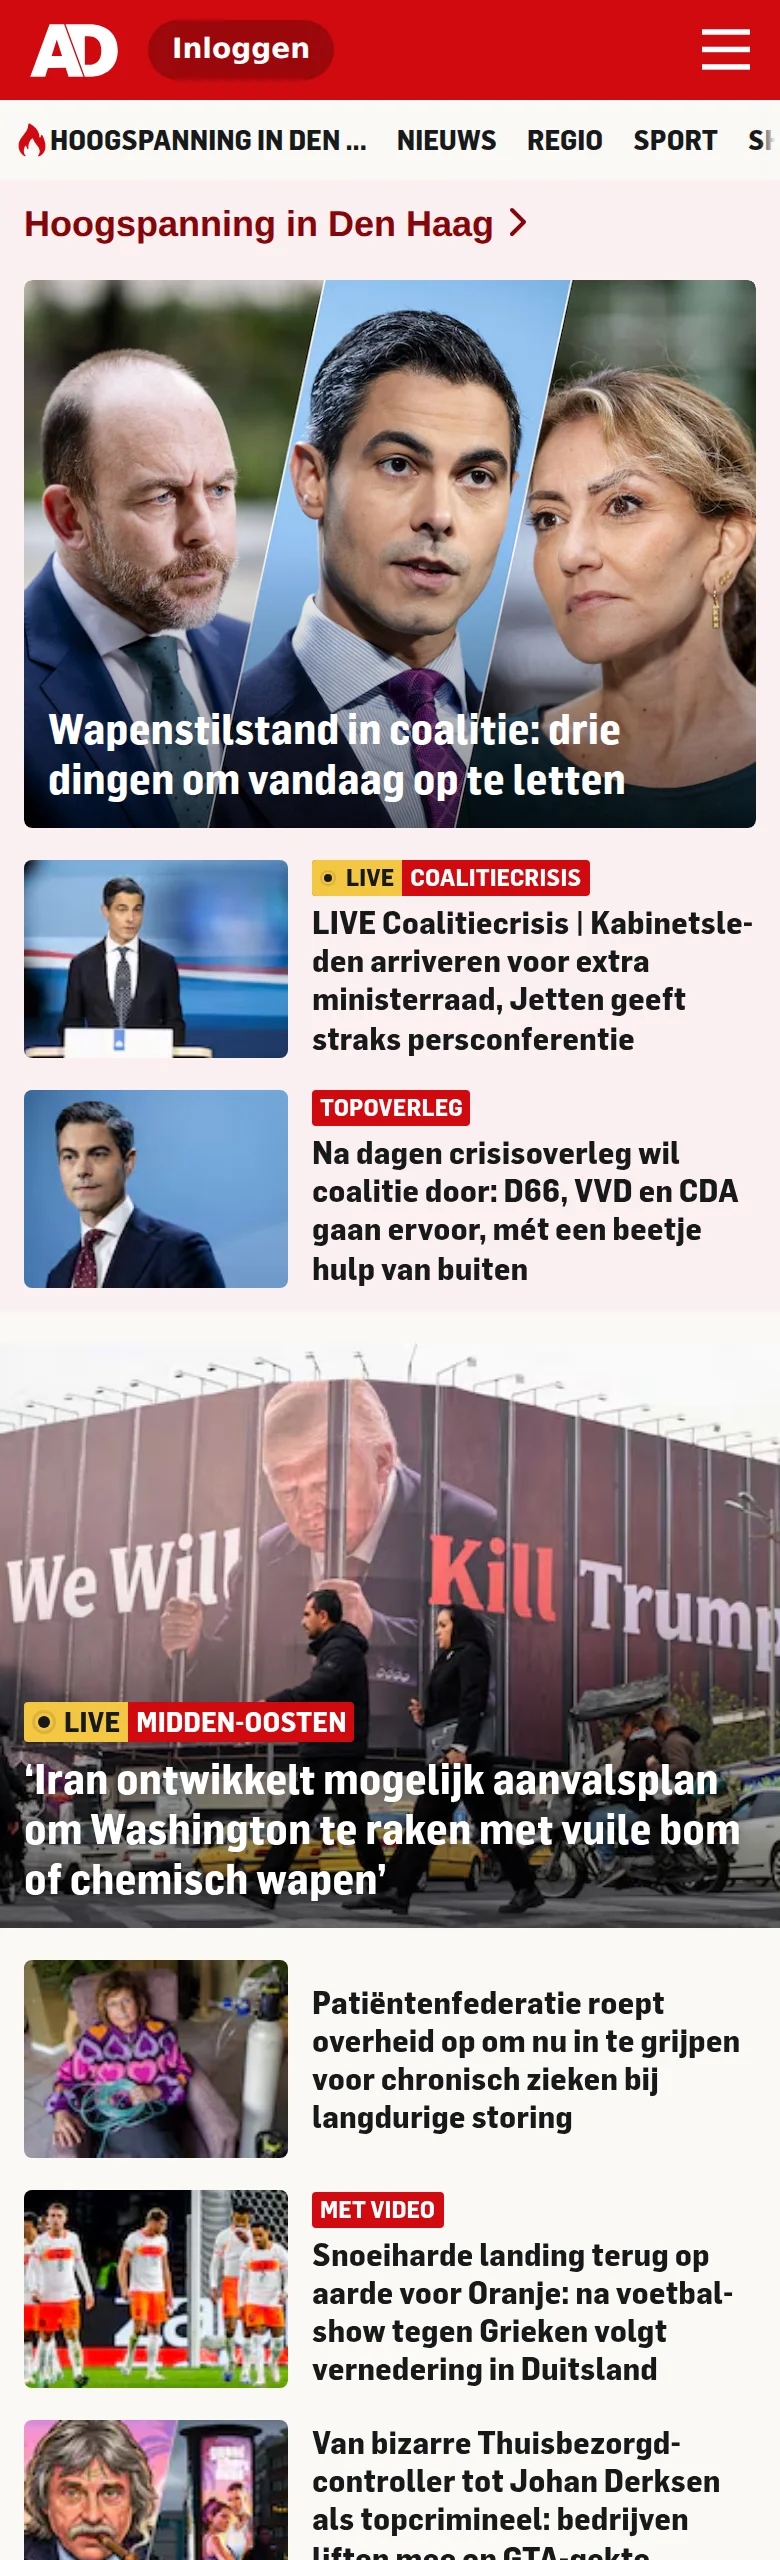 AD
Inloggen
HOOGSPANNING IN DEN ...
NIEUWS
REGIO
SPORT
Hoogspanning in Den Haag
Wapenstilstand in coalitie: drie
dingen om vandaag op te letten
LIVE COALITIECRISIS
LIVE Coalitiecrisis | Kabinetsle-
den arriveren voor extra
ministerraad, Jetten geeft
straks persconferentie
TOPOVERLEG
Na dagen crisisoverleg wil
coalitie door: D66, VVD en CDA
gaan ervoor, mét een beetje
hulp van buiten
We Will Kill Trump
LIVE MIDDEN-OOSTEN
‘Iran ontwikkelt mogelijk aanvalsplan
om Washington te raken met vuile bom
of chemisch wapen’
Patiëntenfederatie roept
overheid op om nu in te grijpen
voor chronisch zieken bij
langdurige storing
MET VIDEO
Snoeiharde landing terug op
aarde voor Oranje: na voetbal-
show tegen Grieken volgt
vernedering in Duitsland
Van bizarre Thuisbezorgd-
controller tot Johan Derksen
als topcrimineel: bedrijven
liften mee op GTA-gekte